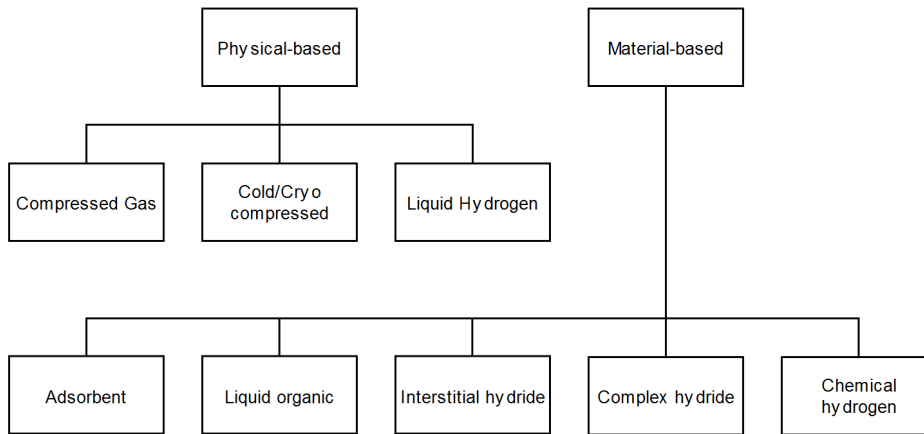 Physical-based
Material-based
Compressed Gas
Cold/Cryo
compressed
Liquid Hydrogen
Adsorbent
Liquid organic
Interstitial hydride
Complex hydride
Chemical
hydrogen